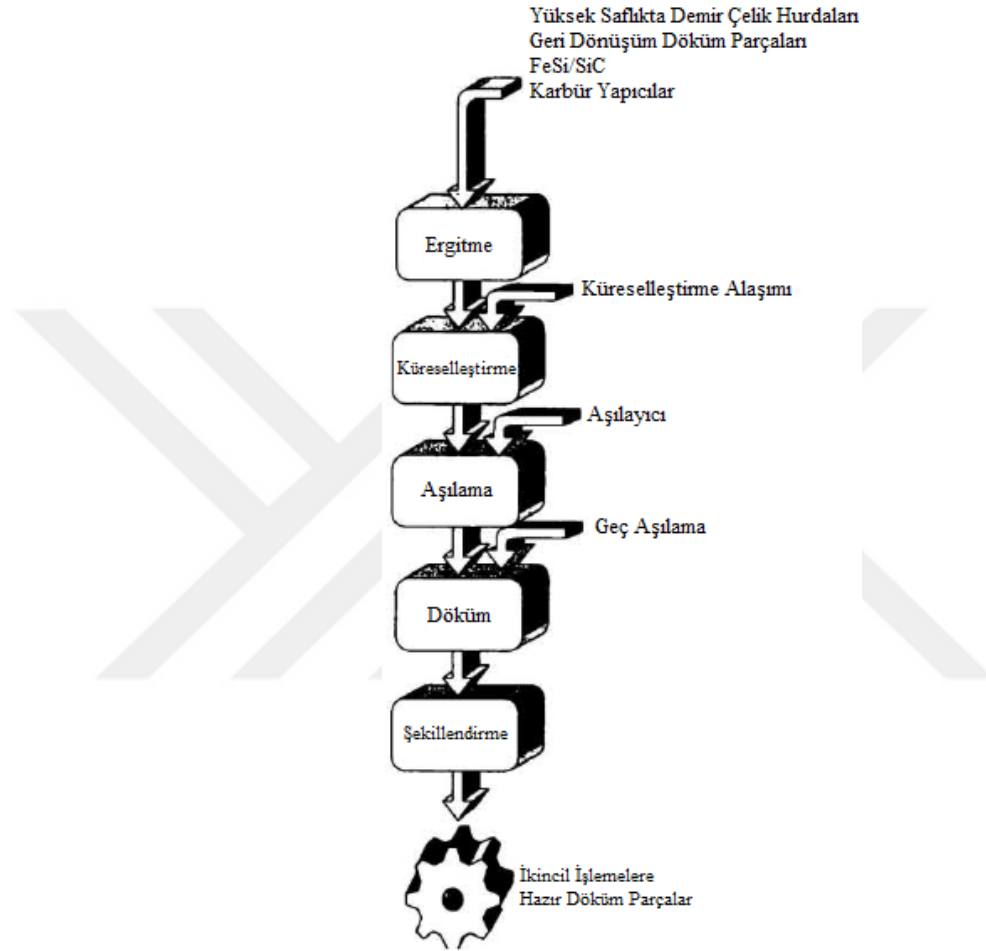 Yüksek Saflıkta Demir Çelik Hurdaları
Geri Dönüşüm Döküm Parçaları
FeSi/SiC
Karbür Yapıcılar
Ergitme
Küreselleştirme Alaşımı
Küreselleştirme
Aşılayıcı
Aşılama
Geç Aşılama
Döküm
Şekillendirme
İkincil İşlemelere
Hazır Döküm Parçalar